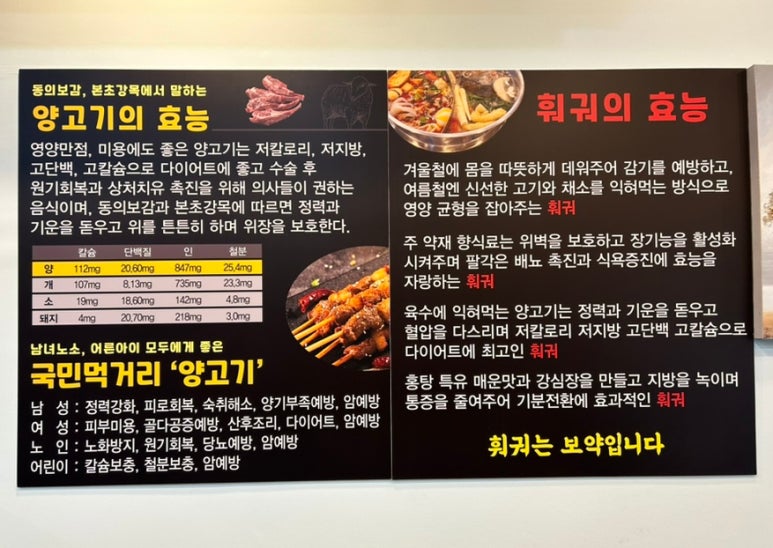 동의보감, 본초강목에서 말하는
양고기의 효능
영양만점, 미용에도 좋은 양고기는 저칼로리, 저지방,
고단백, 고칼슘으로 다이어트에 좋고 수술 후
원기회복과 상처치유 촉진을 위해 의사들이 권하는
음식이며, 동의보감과 본초강목에 따르면 정력과
기운을 돋우고 위를 튼튼히 하며 위장을 보호한다.
칼슘 단백질 인 철분
양 112mg 20,60mg 847mg 25,4mg
개 107mg 8,13mg 735mg 23,3mg
소 19mg 18,60mg 142mg 4,8mg
돼지 4mg 20,70mg 218mg 3,0mg
남녀노소, 어른아이 모두에게 좋은
국민먹거리 '양고기'
남 성 : 정력강화, 피로회복, 숙취해소, 양기부족예방, 암예방
여 성 : 피부미용, 골다공증예방, 산후조리, 다이어트, 암예방
노 인 : 노화방지, 원기회복, 당뇨예방, 암예방
어린이 : 칼슘보충, 철분보충, 암예방
훠궈의 효능
겨울철에 몸을 따뜻하게 데워주어 감기를 예방하고,
여름철엔 신선한 고기와 채소를 익혀먹는 방식으로
영양 균형을 잡아주는 훠궈
주 약재 향식료는 위벽을 보호하고 장기능을 활성화
시켜주며 팔각은 배뇨 촉진과 식욕증진에 효능을
자랑하는 훠궈
육수에 익혀먹는 양고기는 정력과 기운을 돋우고
혈압을 다스리며 저칼로리 저지방 고단백 고칼슘으로
다이어트에 최고인 훠궈
홍탕 특유 매운맛과 강심장을 만들고 지방을 녹이며
통증을 줄여주어 기분전환에 효과적인 훠궈
훠궈는 보약입니다